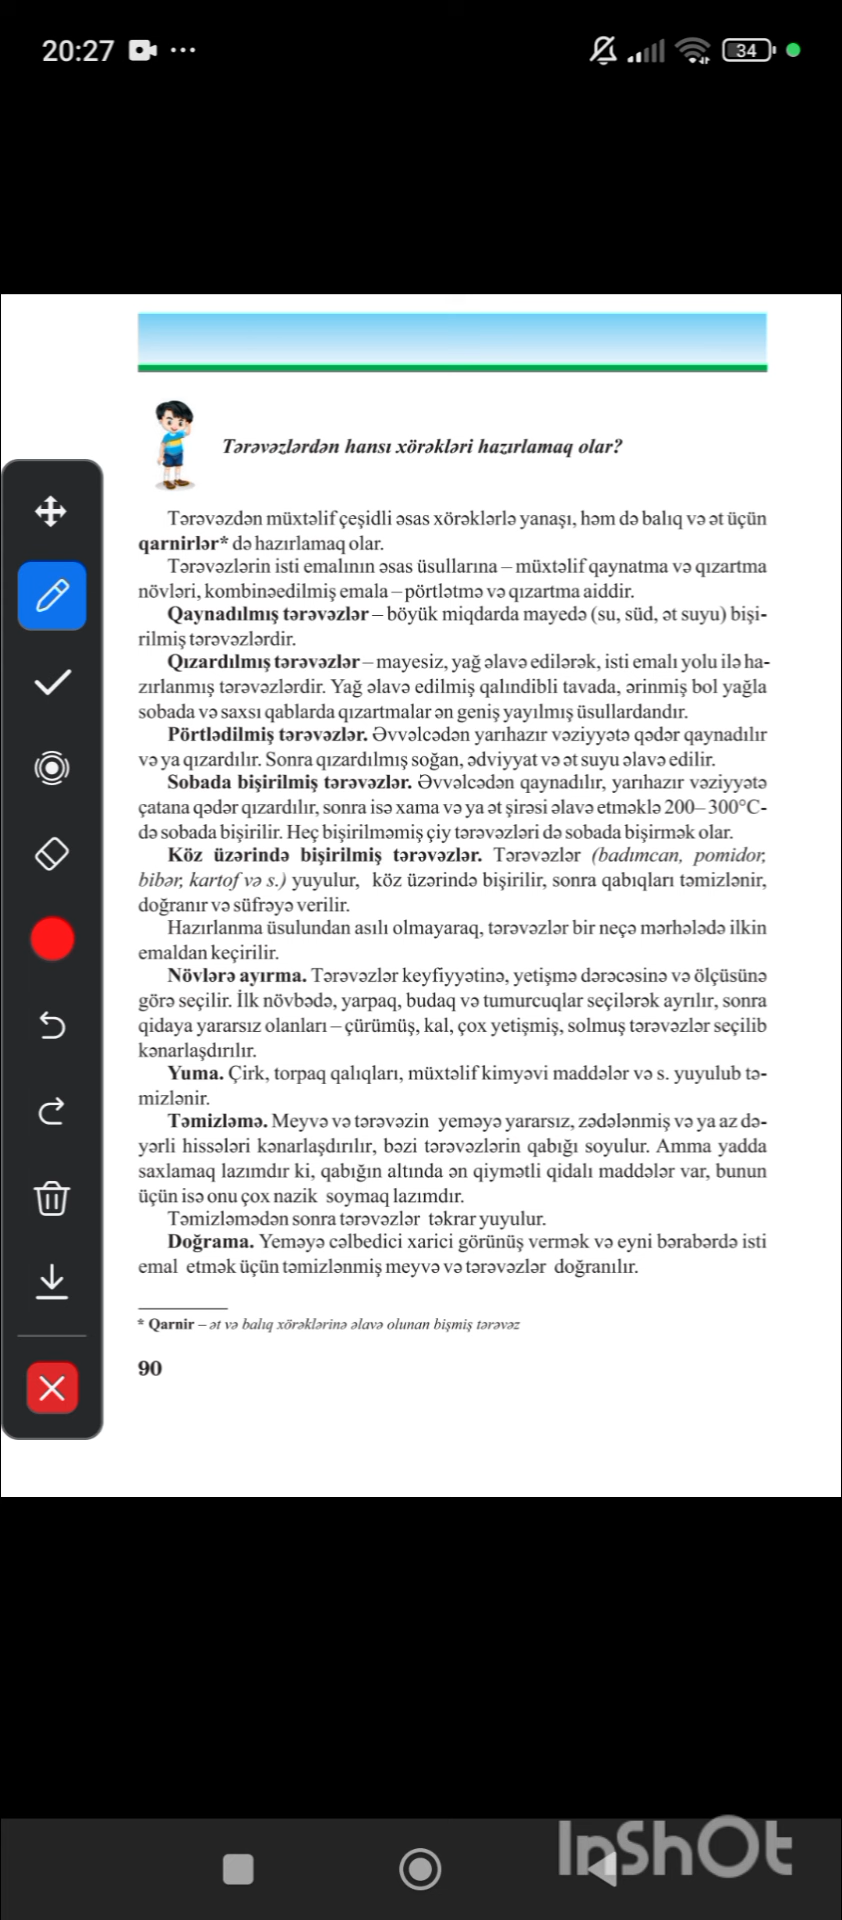 20:27
34
Tərəvəzlərdən hansı xörəkləri hazırlamaq olar?
Tərəvəzdən müxtəlif çeşidli əsas xörəklərlə yanaşı, həm də balıq və ət üçün
qarnirlər* də hazırlamaq olar.
Tərəvəzlərin isti emalının əsas üsullarına – müxtəlif qaynatma və qızartma
növləri, kombinəedilmiş emala – pörtlətmə və qızartma aiddir.
Qaynadılmış tərəvəzlər – böyük miqdarda mayedə (su, süd, ət suyu) bişi-
rilmiş tərəvəzlərdir.
Qızardılmış tərəvəzlər – mayesiz, yağ əlavə edilərək, isti emalı yolu ilə ha-
zırlanmış tərəvəzlərdir. Yağ əlavə edilmiş qalındibli tavada, ərinmiş bol yağla
sobada və saxsı qablarda qızartmalar ən geniş yayılmış üsullardandır.
Pörtlədilmiş tərəvəzlər. Əvvəlcədən yarıhazır vəziyyətə qədər qaynadılır
və ya qızardılır. Sonra qızardılmış soğan, ədviyyat və ət suyu əlavə edilir.
Sobada bişirilmiş tərəvəzlər. Əvvəlcədən qaynadılır, yarıhazır vəziyyətə
çatana qədər qızardılır, sonra isə xama və ya ət şirəsi əlavə etməklə 200–300°C-
də sobada bişirilir. Heç bişirilməmiş çiy tərəvəzləri də sobada bişirmək olar.
Köz üzərində bişirilmiş tərəvəzlər. Tərəvəzlər (badımcan, pomidor,
bibər, kartof və s.) yuyulur, köz üzərində bişirilir, sonra qabıqları təmizlənir,
doğranır və süfrəyə verilir.
Hazırlanma üsulundan asılı olmayaraq, tərəvəzlər bir neçə mərhələdə ilkin
emaldan keçirilir.
Növlərə ayırma. Tərəvəzlər keyfiyyətinə, yetişmə dərəcəsinə və ölçüsünə
görə seçilir. İlk növbədə, yarpaq, budaq və tumurcuqlar seçilərək ayrılır, sonra
qidaya yararsız olanları – çürümüş, kal, çox yetişmiş, solmuş tərəvəzlər seçilib
kənarlaşdırılır.
Yuma. Çirk, torpaq qalıqları, müxtəlif kimyəvi maddələr və s. yuyulub tə-
mizlənir.
Təmizləmə. Meyvə və tərəvəzin yeməyə yararsız, zədələnmiş və ya az də-
yərli hissələri kənarlaşdırılır, bəzi tərəvəzlərin qabığı soyulur. Amma yadda
saxlamaq lazımdır ki, qabığın altında ən qiymətli qidalı maddələr var, bunun
üçün isə onu çox nazik soymaq lazımdır.
Təmizləmədən sonra tərəvəzlər təkrar yuyulur.
Doğrama. Yeməyə cəlbedici xarici görünüş vermək və eyni bərabərdə isti
emal etmək üçün təmizlənmiş meyvə və tərəvəzlər doğranılır.
* Qarnir – ət və balıq xörəklərinə əlavə olunan bişmiş tərəvəz
90
InShOt